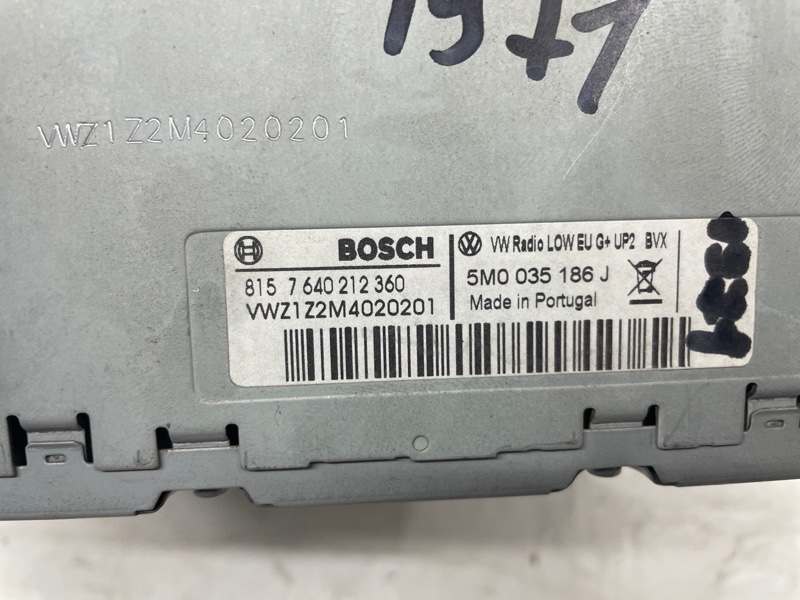 1971
VWZ1Z2M4020201
BOSCH
VW Radio LOW EU G+ UP2 BVX
815 7 640 212 360
5M0 035 186 J
VWZ1Z2M4020201
Made in Portugal